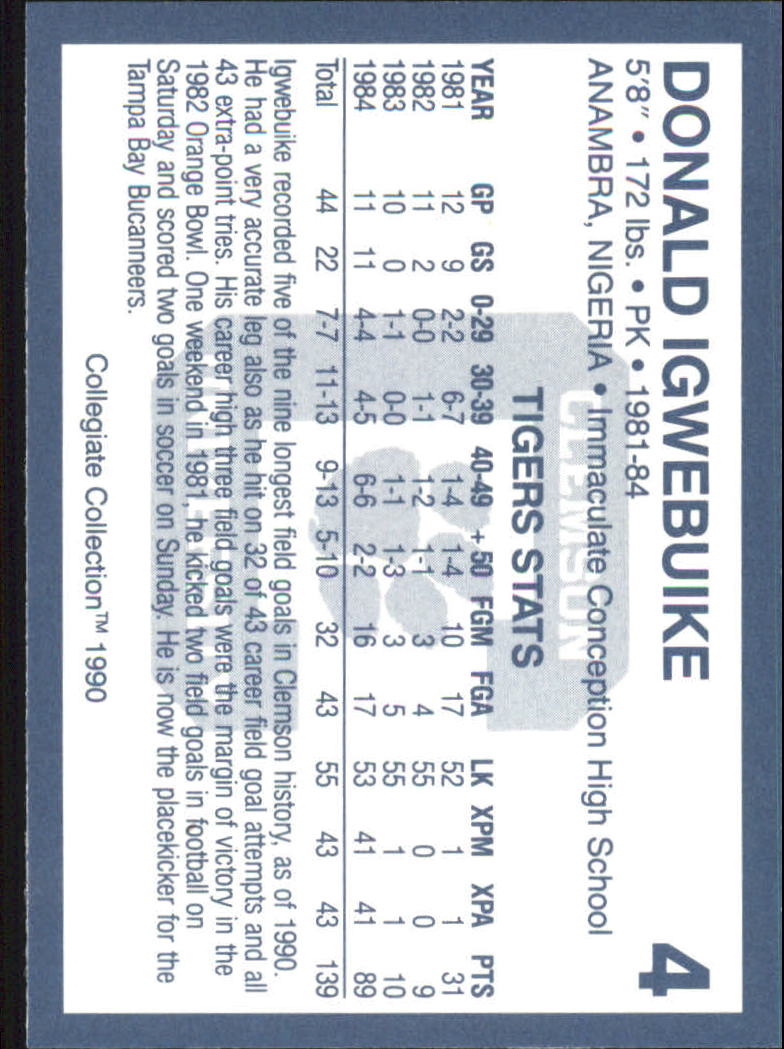 DONALD IGWEBUIKE 4
5'8" • 172 lbs. • PK • 1981-84
ANAMBRA, NIGERIA • Immaculate Conception High School
CLEMSON
TIGERS STATS
YEAR GP GS 0-29 30-39 40-49 + 50 FGM FGA LK XPM XPA PTS
1981 12 9 2-2 6-7 1-4 1-4 10 17 52 1 1 31
1982 11 2 0-0 1-1 1-2 1-1 3 4 55 0 0 9
1983 10 0 1-1 0-0 1-1 1-3 3 5 55 1 1 10
1984 11 11 4-4 4-5 6-6 2-2 16 17 53 41 41 89
Total 44 22 7-7 11-13 9-13 5-10 32 43 55 43 43 139
Igwebuike recorded five of the nine longest field goals in Clemson history, as of 1990.
He had a very accurate leg also as he hit on 32 of 43 career field goal attempts and all
43 extra-point tries. His career high three field goals were the margin of victory in the
1982 Orange Bowl. One weekend in 1981, he kicked two field goals in football on
Saturday and scored two goals in soccer on Sunday. He is now the placekicker for the
Tampa Bay Bucanneers.
Collegiate Collection™ 1990